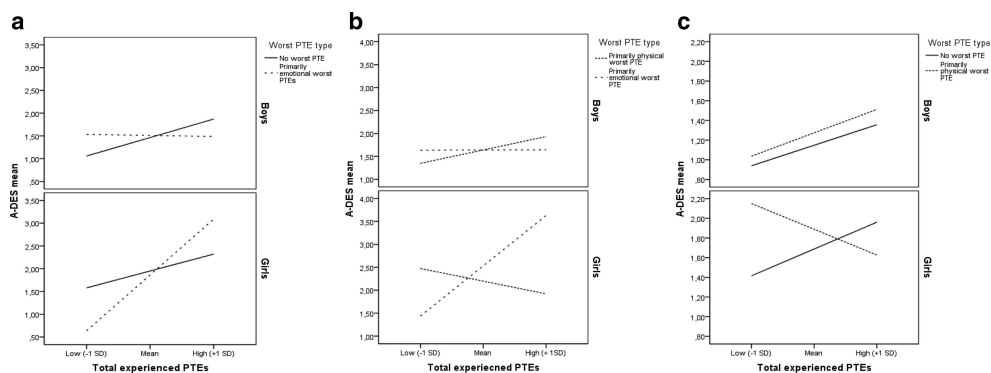 a
Worst PTE type
No worst PTE
Primarily
emotional worst
PTEs
3,50
3,00
2,50
2,00
1,50
1,00
,50
Boys
A-DES mean
3,50
3,00
2,50
2,00
1,50
1,00
,50
Girls
Low (-1 SD)
Mean
High (+1 SD)
Total experienced PTEs
b
Worst PTE type
Primarily physical
worst PTE
Primarily
emotional worst
PTE
4,00
3,50
3,00
2,50
2,00
1,50
1,00
Boys
A-DES mean
4,00
3,50
3,00
2,50
2,00
1,50
1,00
Girls
Low (-1 SD)
Mean
High (+1SD)
Total experiecned PTEs
c
Worst PTE type
No worst PTE
Primarily
physical worst
PTE
2,20
2,00
1,80
1,60
1,40
1,20
1,00
,80
Boys
A-DES mean
2,20
2,00
1,80
1,60
1,40
1,20
1,00
,80
Girls
Low (-1 SD)
Mean
High (+1 SD)
Total experienced PTEs